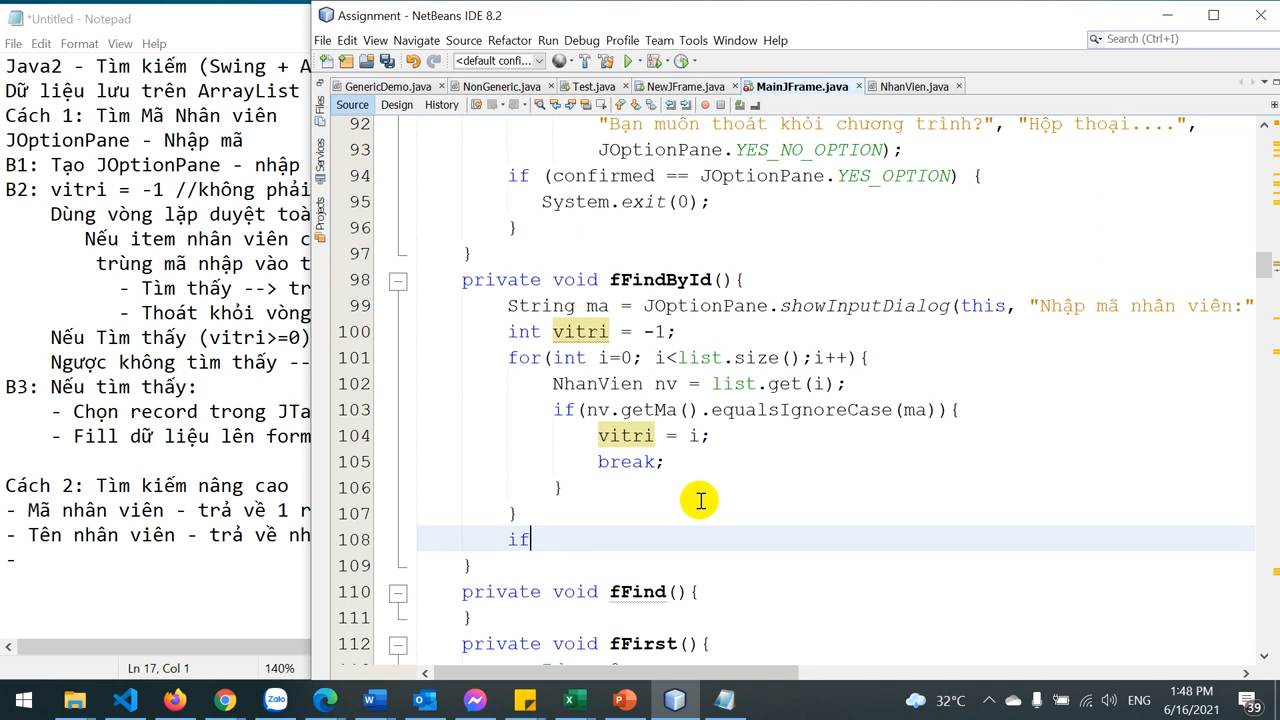 *Untitled - Notepad
File Edit Format View Help
Java2 - Tìm kiếm (Swing + A
Dữ liệu lưu trên ArrayList
Cách 1: Tìm Mã Nhân viên
JOptionPane - Nhập mã
B1: Tạo JOptionPane - nhập
B2: vitri = -1 //không phải
Dùng vòng lặp duyệt toà
Nếu item nhân viên c
trùng mã nhập vào t
- Tìm thấy --> tr
- Thoát khỏi vòng
Nếu Tìm thấy (vitri>=0)
Ngược không tìm thấy --
B3: Nếu tìm thấy:
- Chọn record trong JTa
- Fill dữ liệu lên form
Cách 2: Tìm kiếm nâng cao
- Mã nhân viên - trả về 1 r
- Tên nhân viên - trả về nh
-
Ln 17, Col 1 140%
Assignment - NetBeans IDE 8.2
File Edit View Navigate Source Refactor Run Debug Profile Team Tools Window Help
Search (Ctrl+I)
<default confi...
GenericDemo.java NonGeneric.java Test.java NewJFrame.java MainJFrame.java NhanVien.java
Source Design History
Files
Services
Projects
92 "Bạn muốn thoát khỏi chương trình?", "Hộp thoại....",
93 JOptionPane.YES_NO_OPTION);
94 if (confirmed == JOptionPane.YES_OPTION) {
95 System.exit(0);
96 }
97 }
98 private void fFindById(){
99 String ma = JOptionPane.showInputDialog(this, "Nhập mã nhân viên:"
100 int vitri = -1;
101 for(int i=0; i<list.size();i++){
102 NhanVien nv = list.get(i);
103 if(nv.getMa().equalsIgnoreCase(ma)){
104 vitri = i;
105 break;
106 }
107 }
108 if
109 }
110 private void fFind(){
111 }
112 private void fFirst(){
32°C ENG 1:48 PM
6/16/2021
39
Zalo